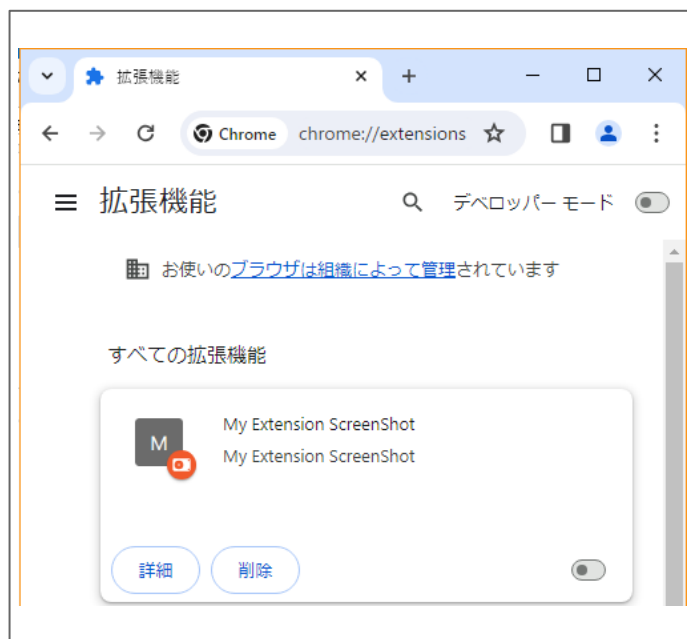 拡張機能
Chrome chrome://extensions
拡張機能 デベロッパー モード
お使いのブラウザは組織によって管理されています
すべての拡張機能
M
My Extension ScreenShot
My Extension ScreenShot
詳細 削除